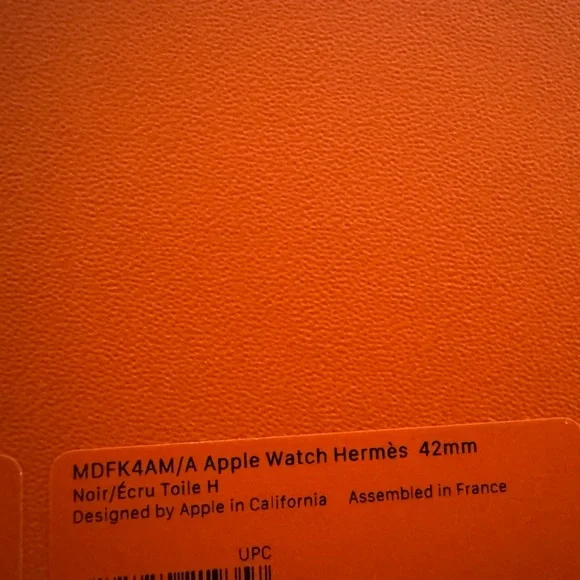 MDFK4AM/A Apple Watch Hermès 42mm
Noir/Écru Toile H
Designed by Apple in California Assembled in France
UPC